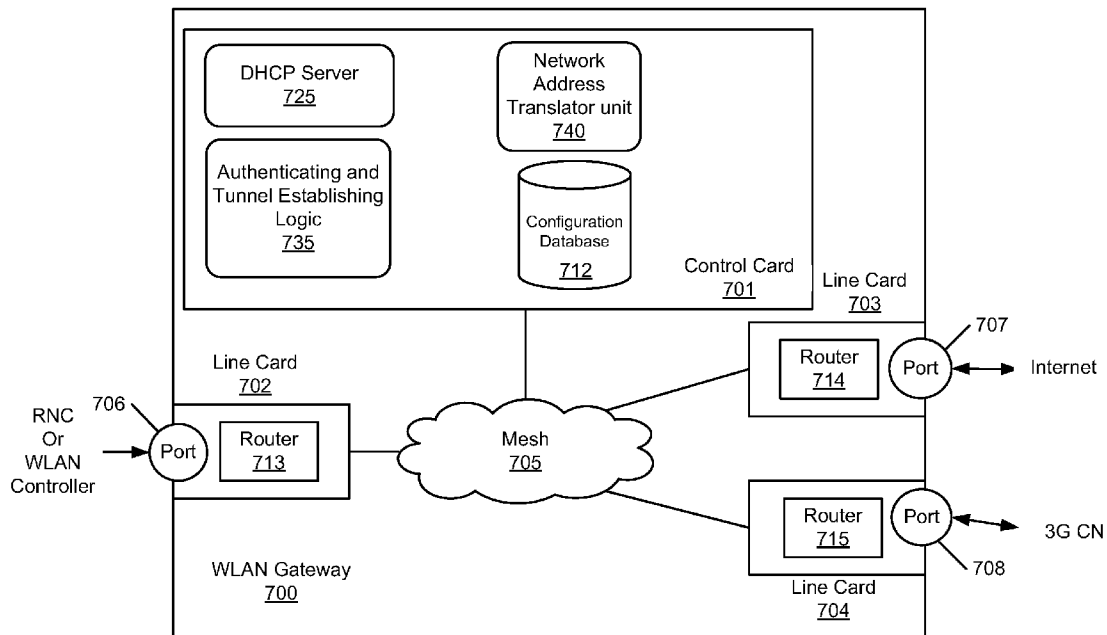 DHCP Server
725
Network
Address
Translator unit
740
Authenticating and
Tunnel Establishing
Logic
735
Configuration
Database
712
Control Card
701
Line Card
703
707
Router
714
Port
Internet
Line Card
702
706
RNC
Or
WLAN
Controller
Port
Router
713
Mesh
705
Router
715
Port
3G CN
708
WLAN Gateway
700
Line Card
704